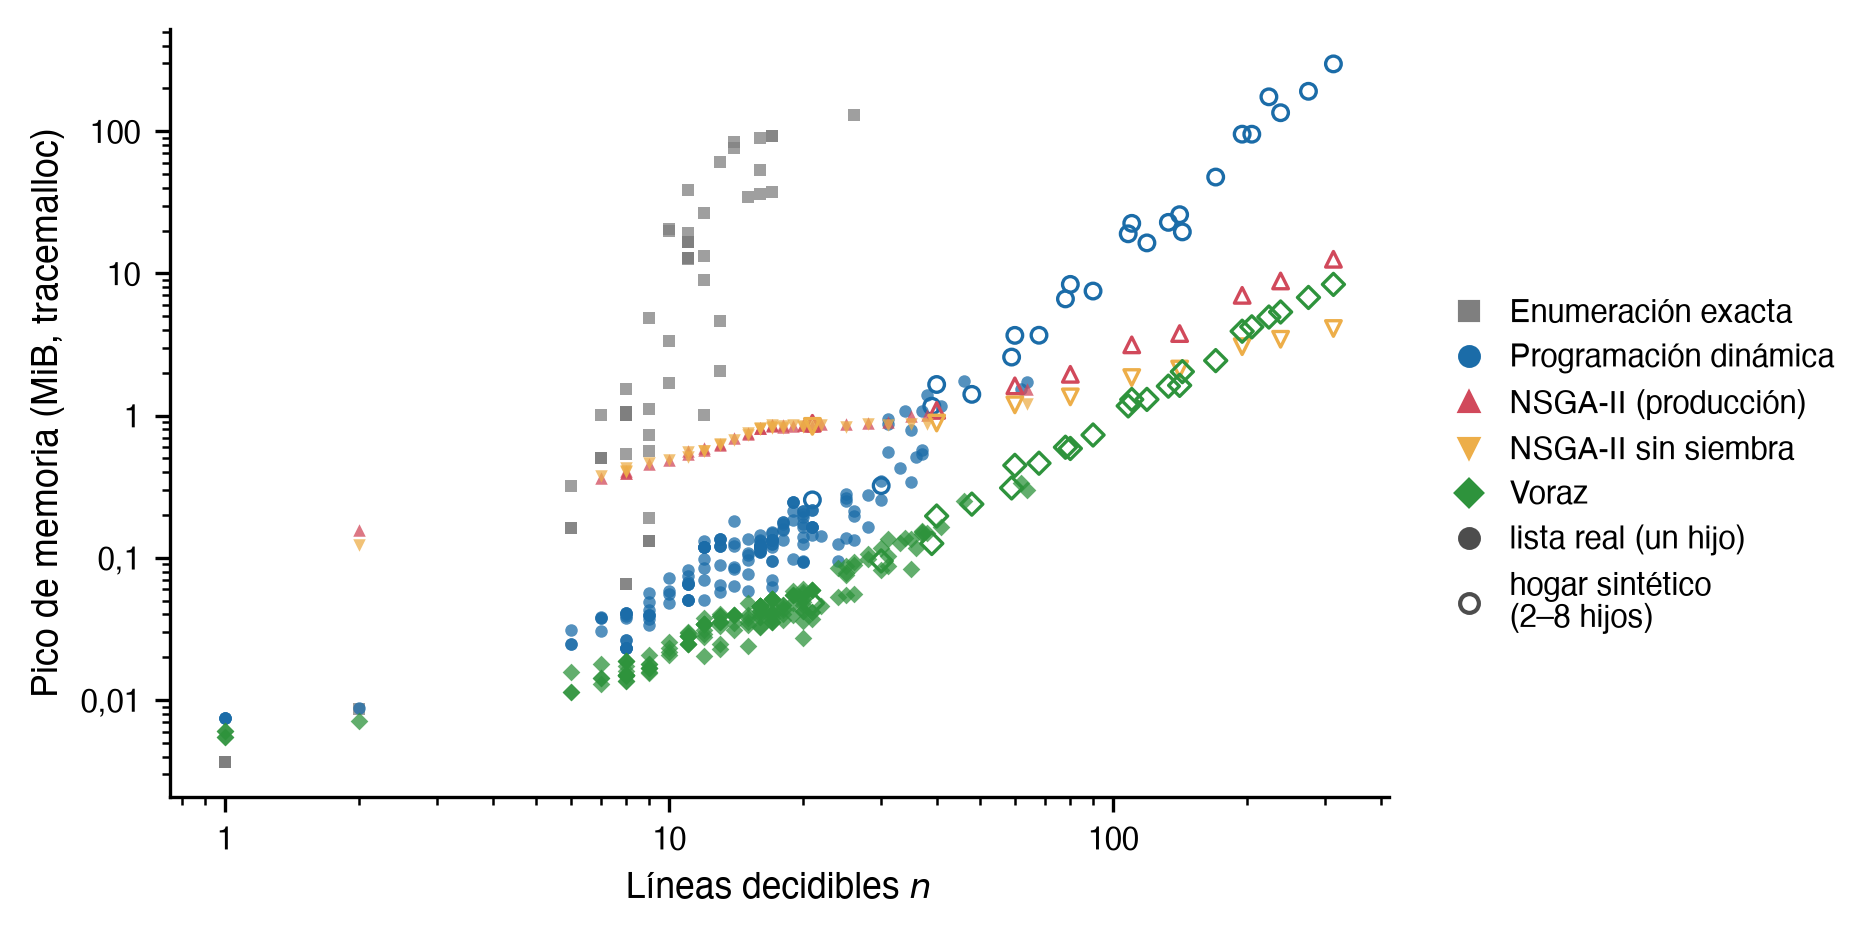 Pico de memoria (MiB, tracemalloc)
100
10
1
0,1
0,01
1
10
100
Líneas decidibles n
Enumeración exacta
Programación dinámica
NSGA-II (producción)
NSGA-II sin siembra
Voraz
lista real (un hijo)
hogar sintético
(2–8 hijos)